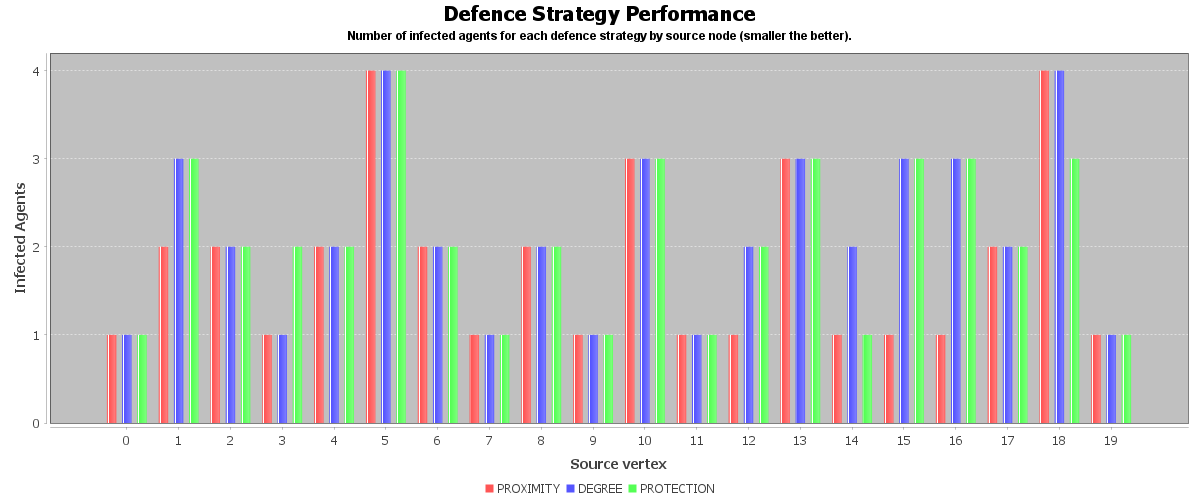 Defence Strategy Performance
Number of infected agents for each defence strategy by source node (smaller the better).
Infected Agents
4
3
2
1
0
0 1 2 3 4 5 6 7 8 9 10 11 12 13 14 15 16 17 18 19
Source vertex
PROXIMITY DEGREE PROTECTION